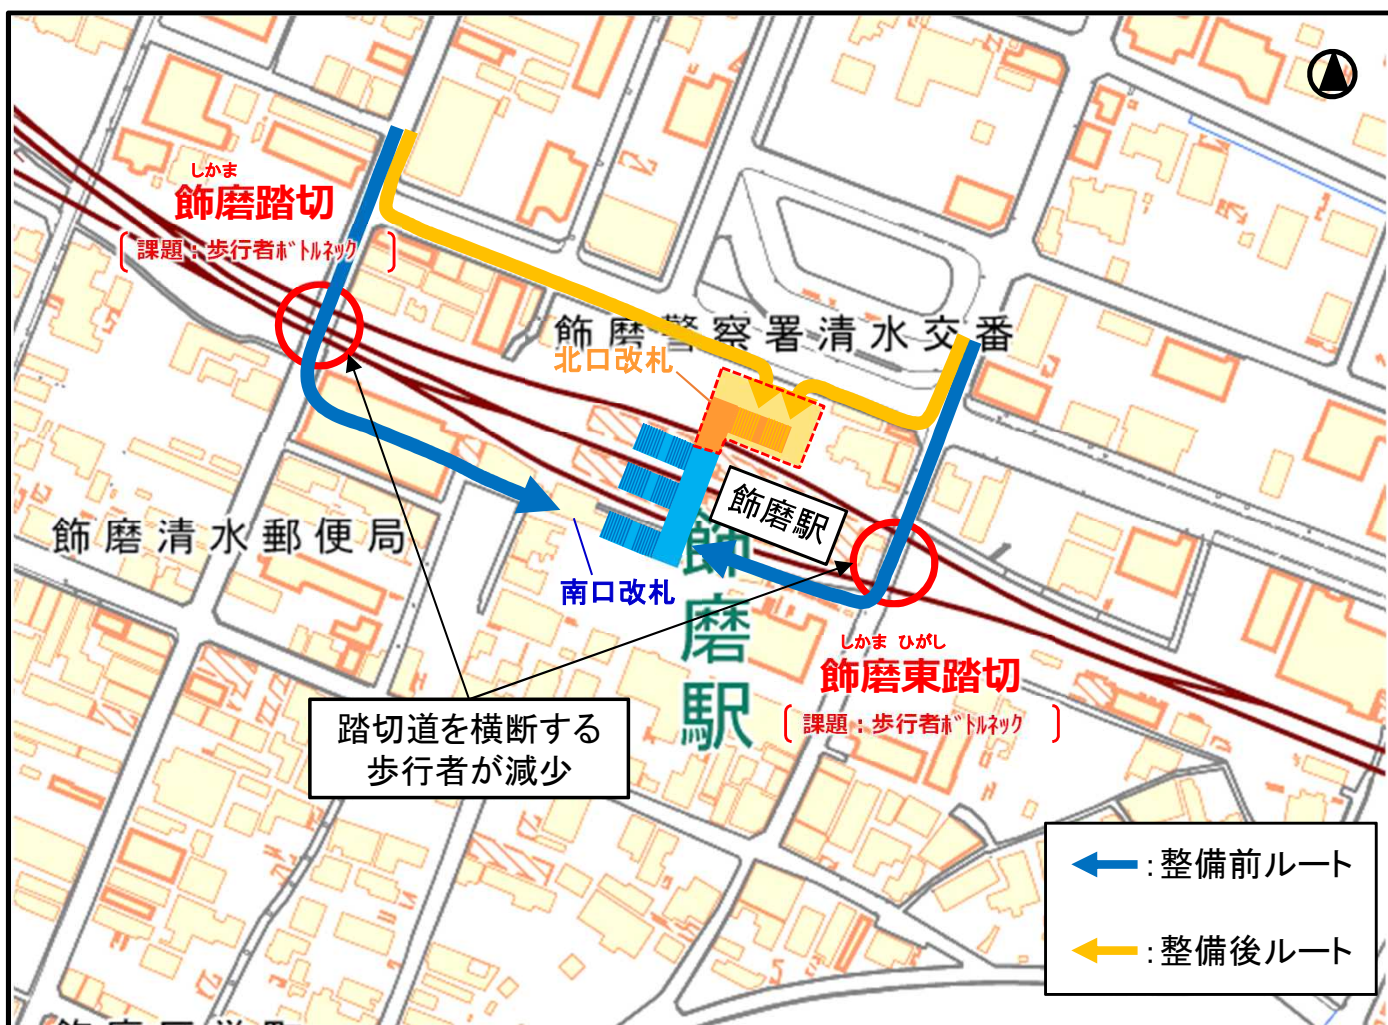 しかま
飾磨踏切
[課題：歩行者ﾎﾞﾄﾙﾈｯｸ]
飾磨警察署清水交番
北口改札
飾磨駅
飾磨清水郵便局
南口改札
飾磨駅
しかま ひがし
飾磨東踏切
[課題：歩行者ﾎﾞﾄﾙﾈｯｸ]
踏切道を横断する
歩行者が減少
：整備前ルート
：整備後ルート